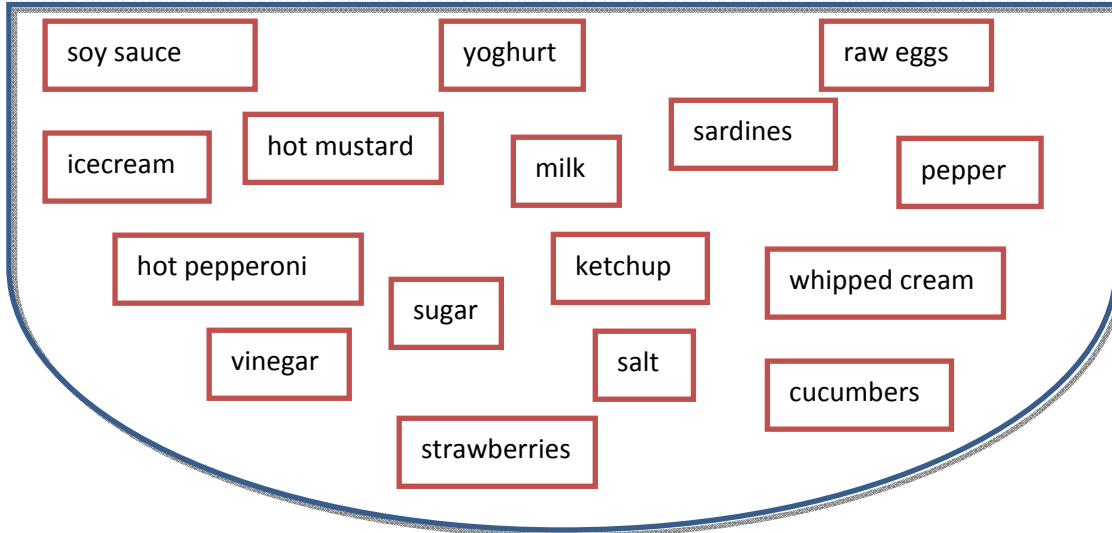 soy sauce
yoghurt
raw eggs
icecream
hot mustard
milk
sardines
pepper
hot pepperoni
sugar
ketchup
whipped cream
vinegar
salt
cucumbers
strawberries